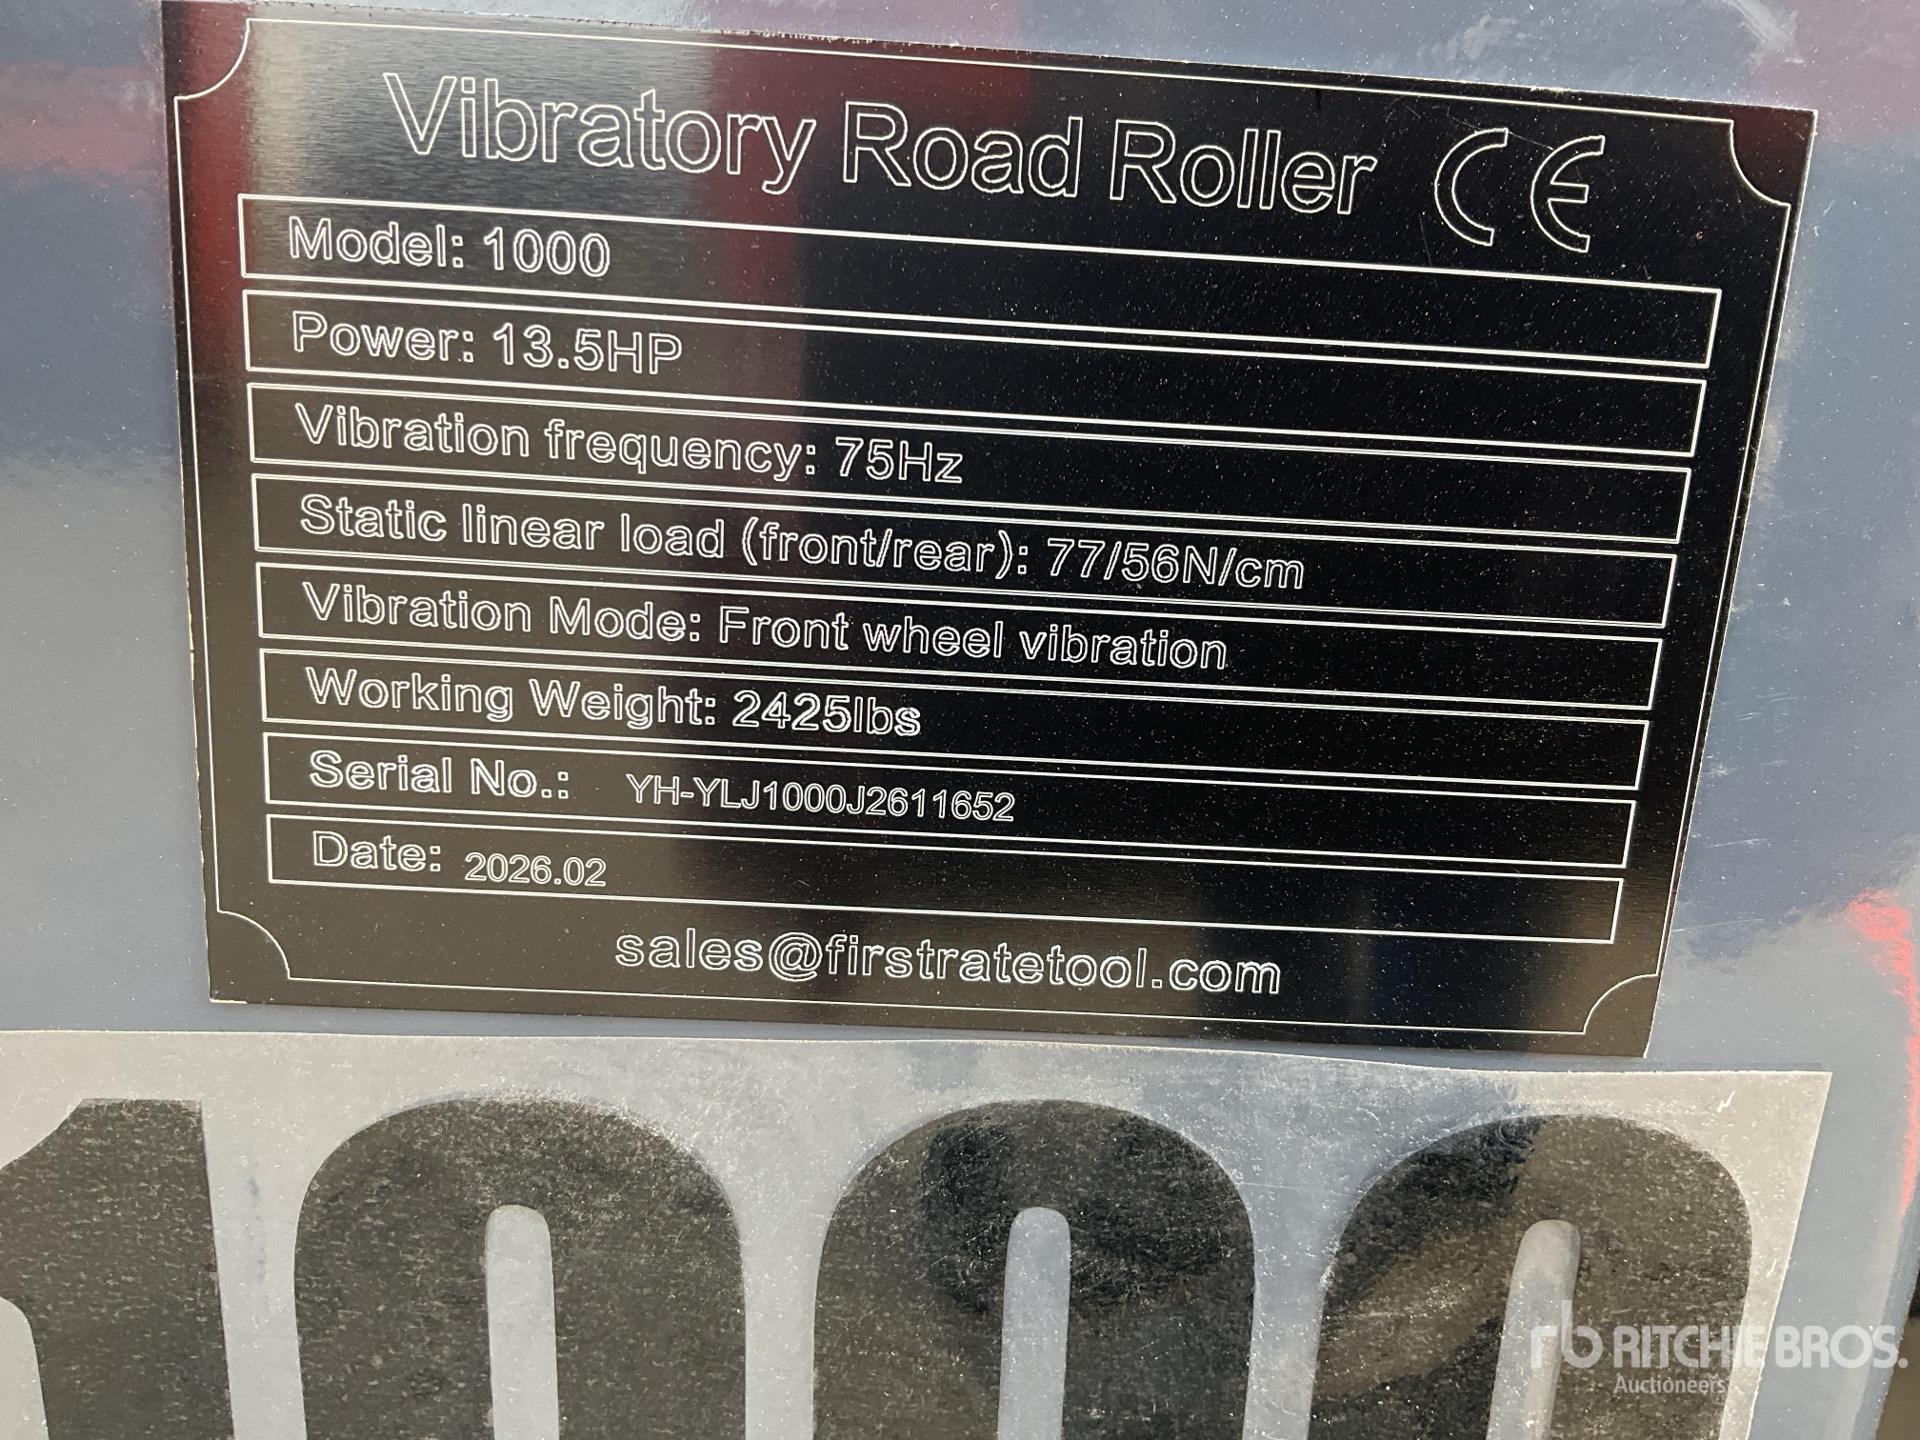 Vibratory Road Roller CE
Model: 1000
Power: 13.5HP
Vibration frequency: 75Hz
Static linear load (front/rear): 77/56N/cm
Vibration Mode: Front wheel vibration
Working Weight: 2425lbs
Serial No.: YH-YLJ1000J2611652
Date: 2026.02
sales@firstratetool.com
1000
rb RITCHIE BROS.
Auctioneers